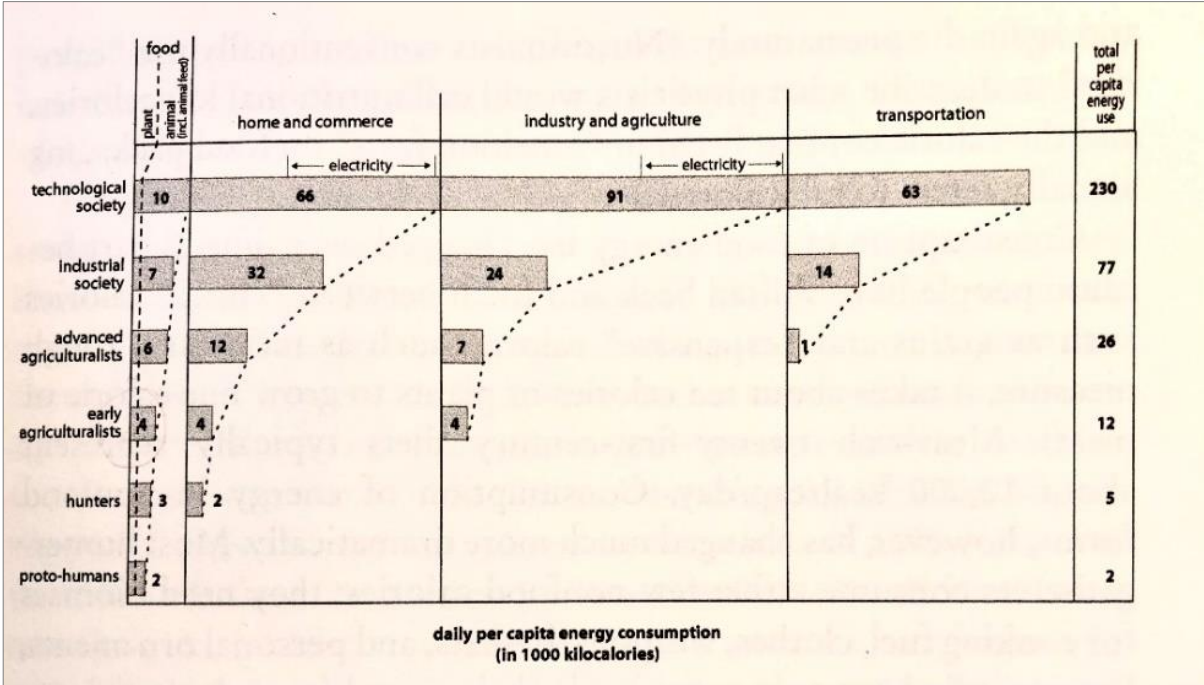 food
plant
animal
(incl. animal feed)
home and commerce
industry and agriculture
transportation
total
per
capita
energy
use
electricity
electricity
technological
society
10
66
91
63
230
industrial
society
7
32
24
14
77
advanced
agriculturalists
6
12
7
1
26
early
agriculturalists
4
4
4
12
hunters
3
2
5
proto-humans
2
2
daily per capita energy consumption
(in 1000 kilocalories)